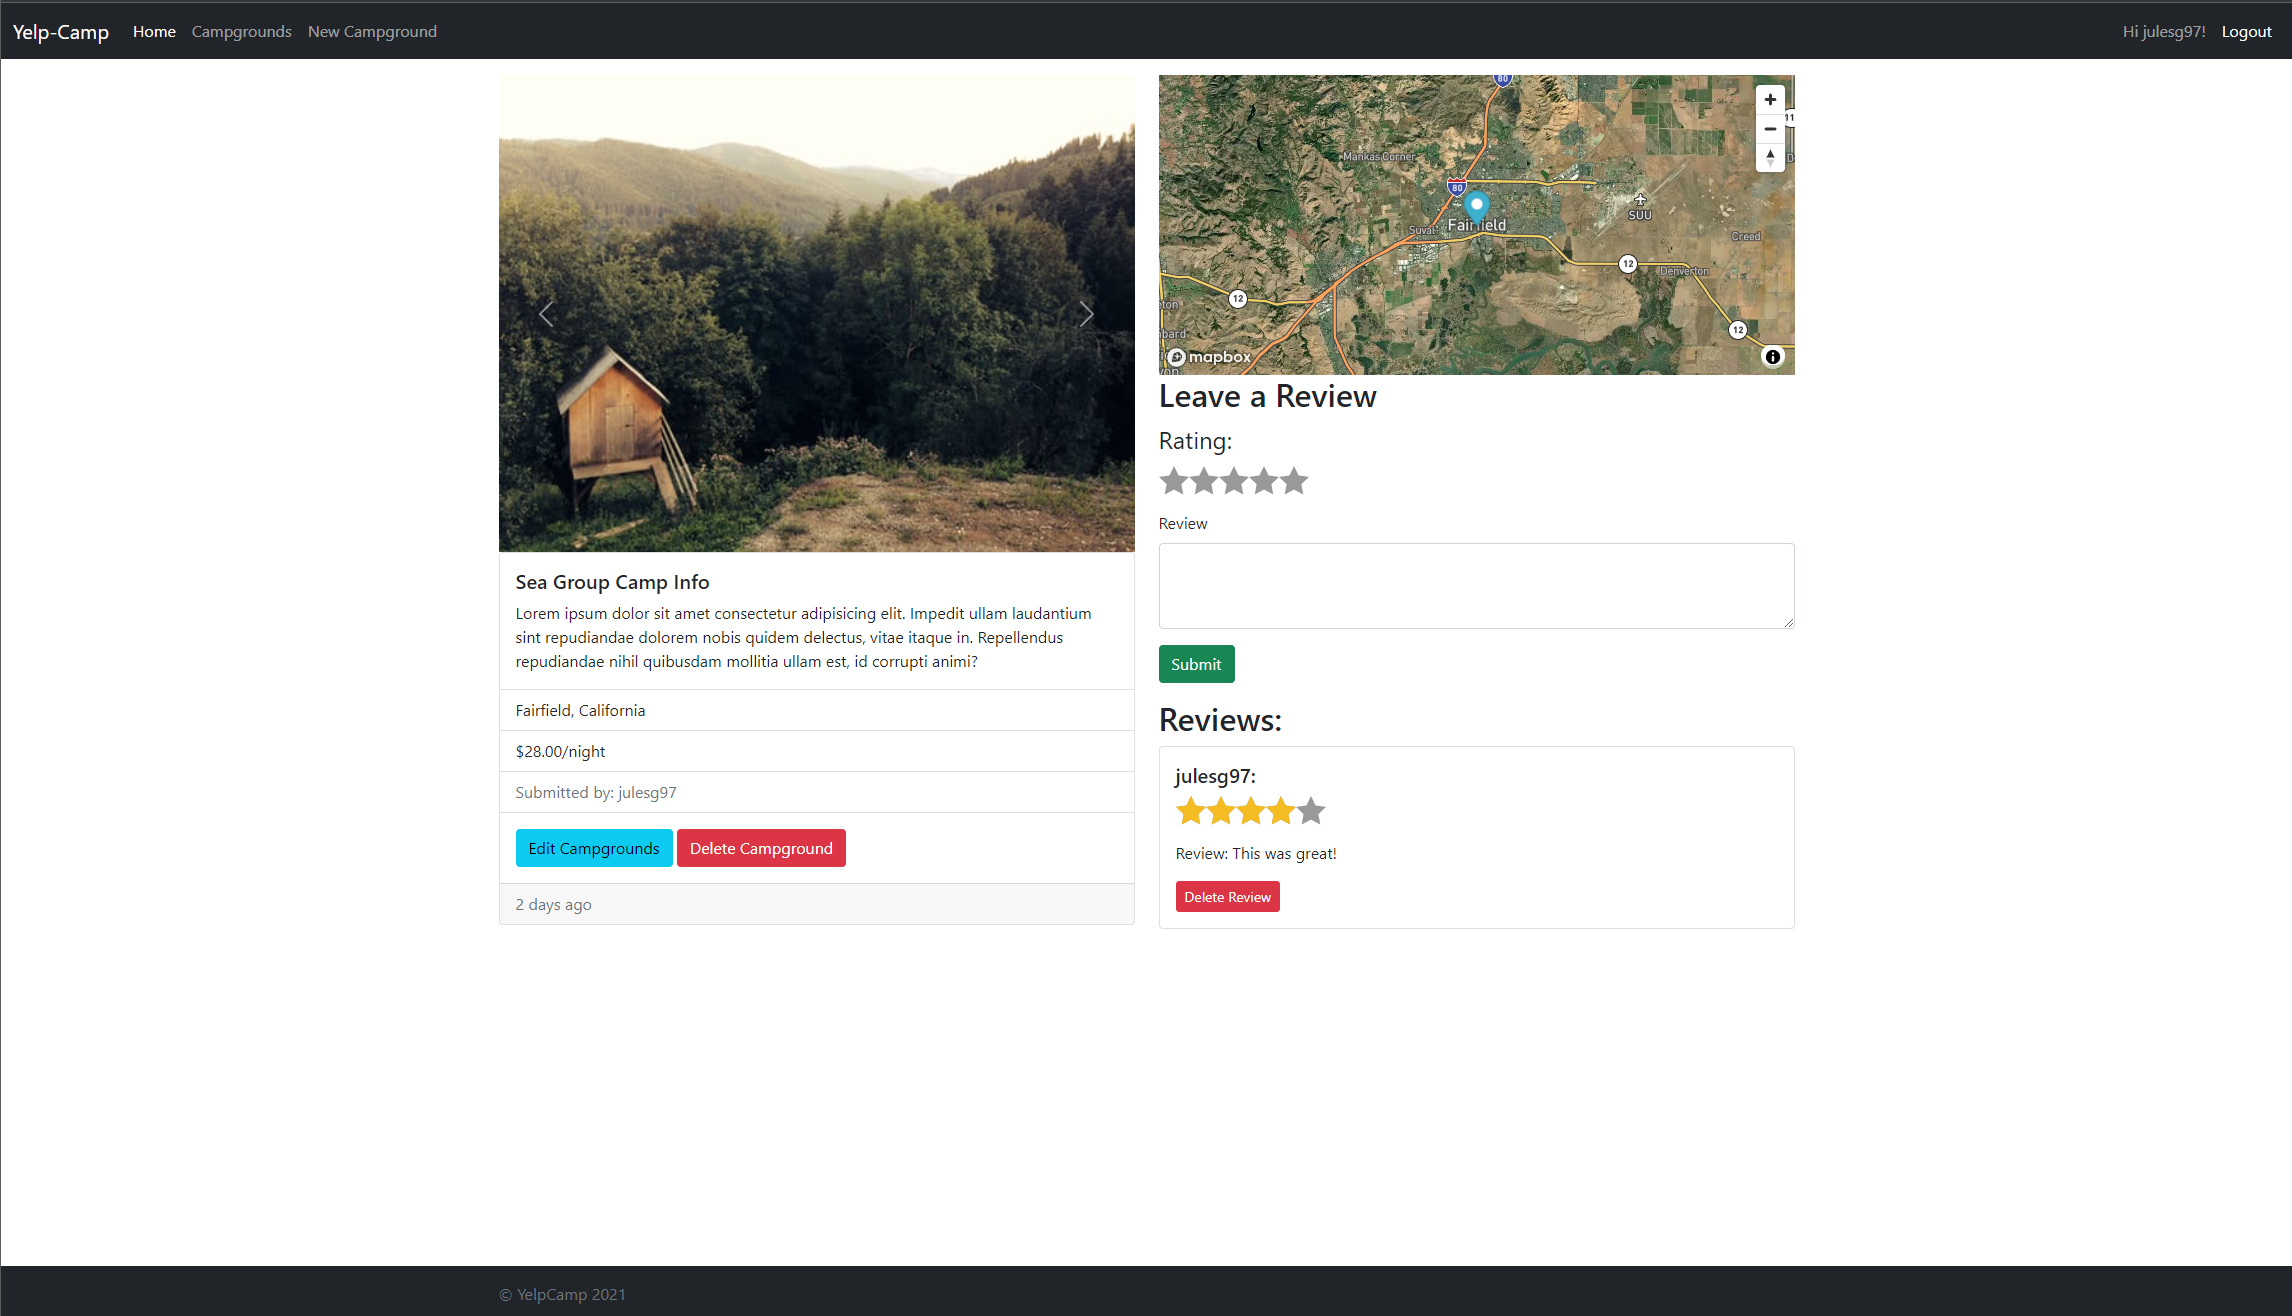 Yelp-Camp Home Campgrounds New Campground Hi julesg97! Logout
80
11
Mankas Corner
80
SUU
Fairfield
Suval
Creed
12
Denverton
12
12
mapbox
Leave a Review
Rating:
Review
Submit
Sea Group Camp Info
Lorem ipsum dolor sit amet consectetur adipisicing elit. Impedit ullam laudantium
sint repudiandae dolorem nobis quidem delectus, vitae itaque in. Repellendus
repudiandae nihil quibusdam mollitia ullam est, id corrupti animi?
Fairfield, California
$28.00/night
Submitted by: julesg97
Edit Campgrounds Delete Campground
2 days ago
Reviews:
julesg97:
Review: This was great!
Delete Review
© YelpCamp 2021